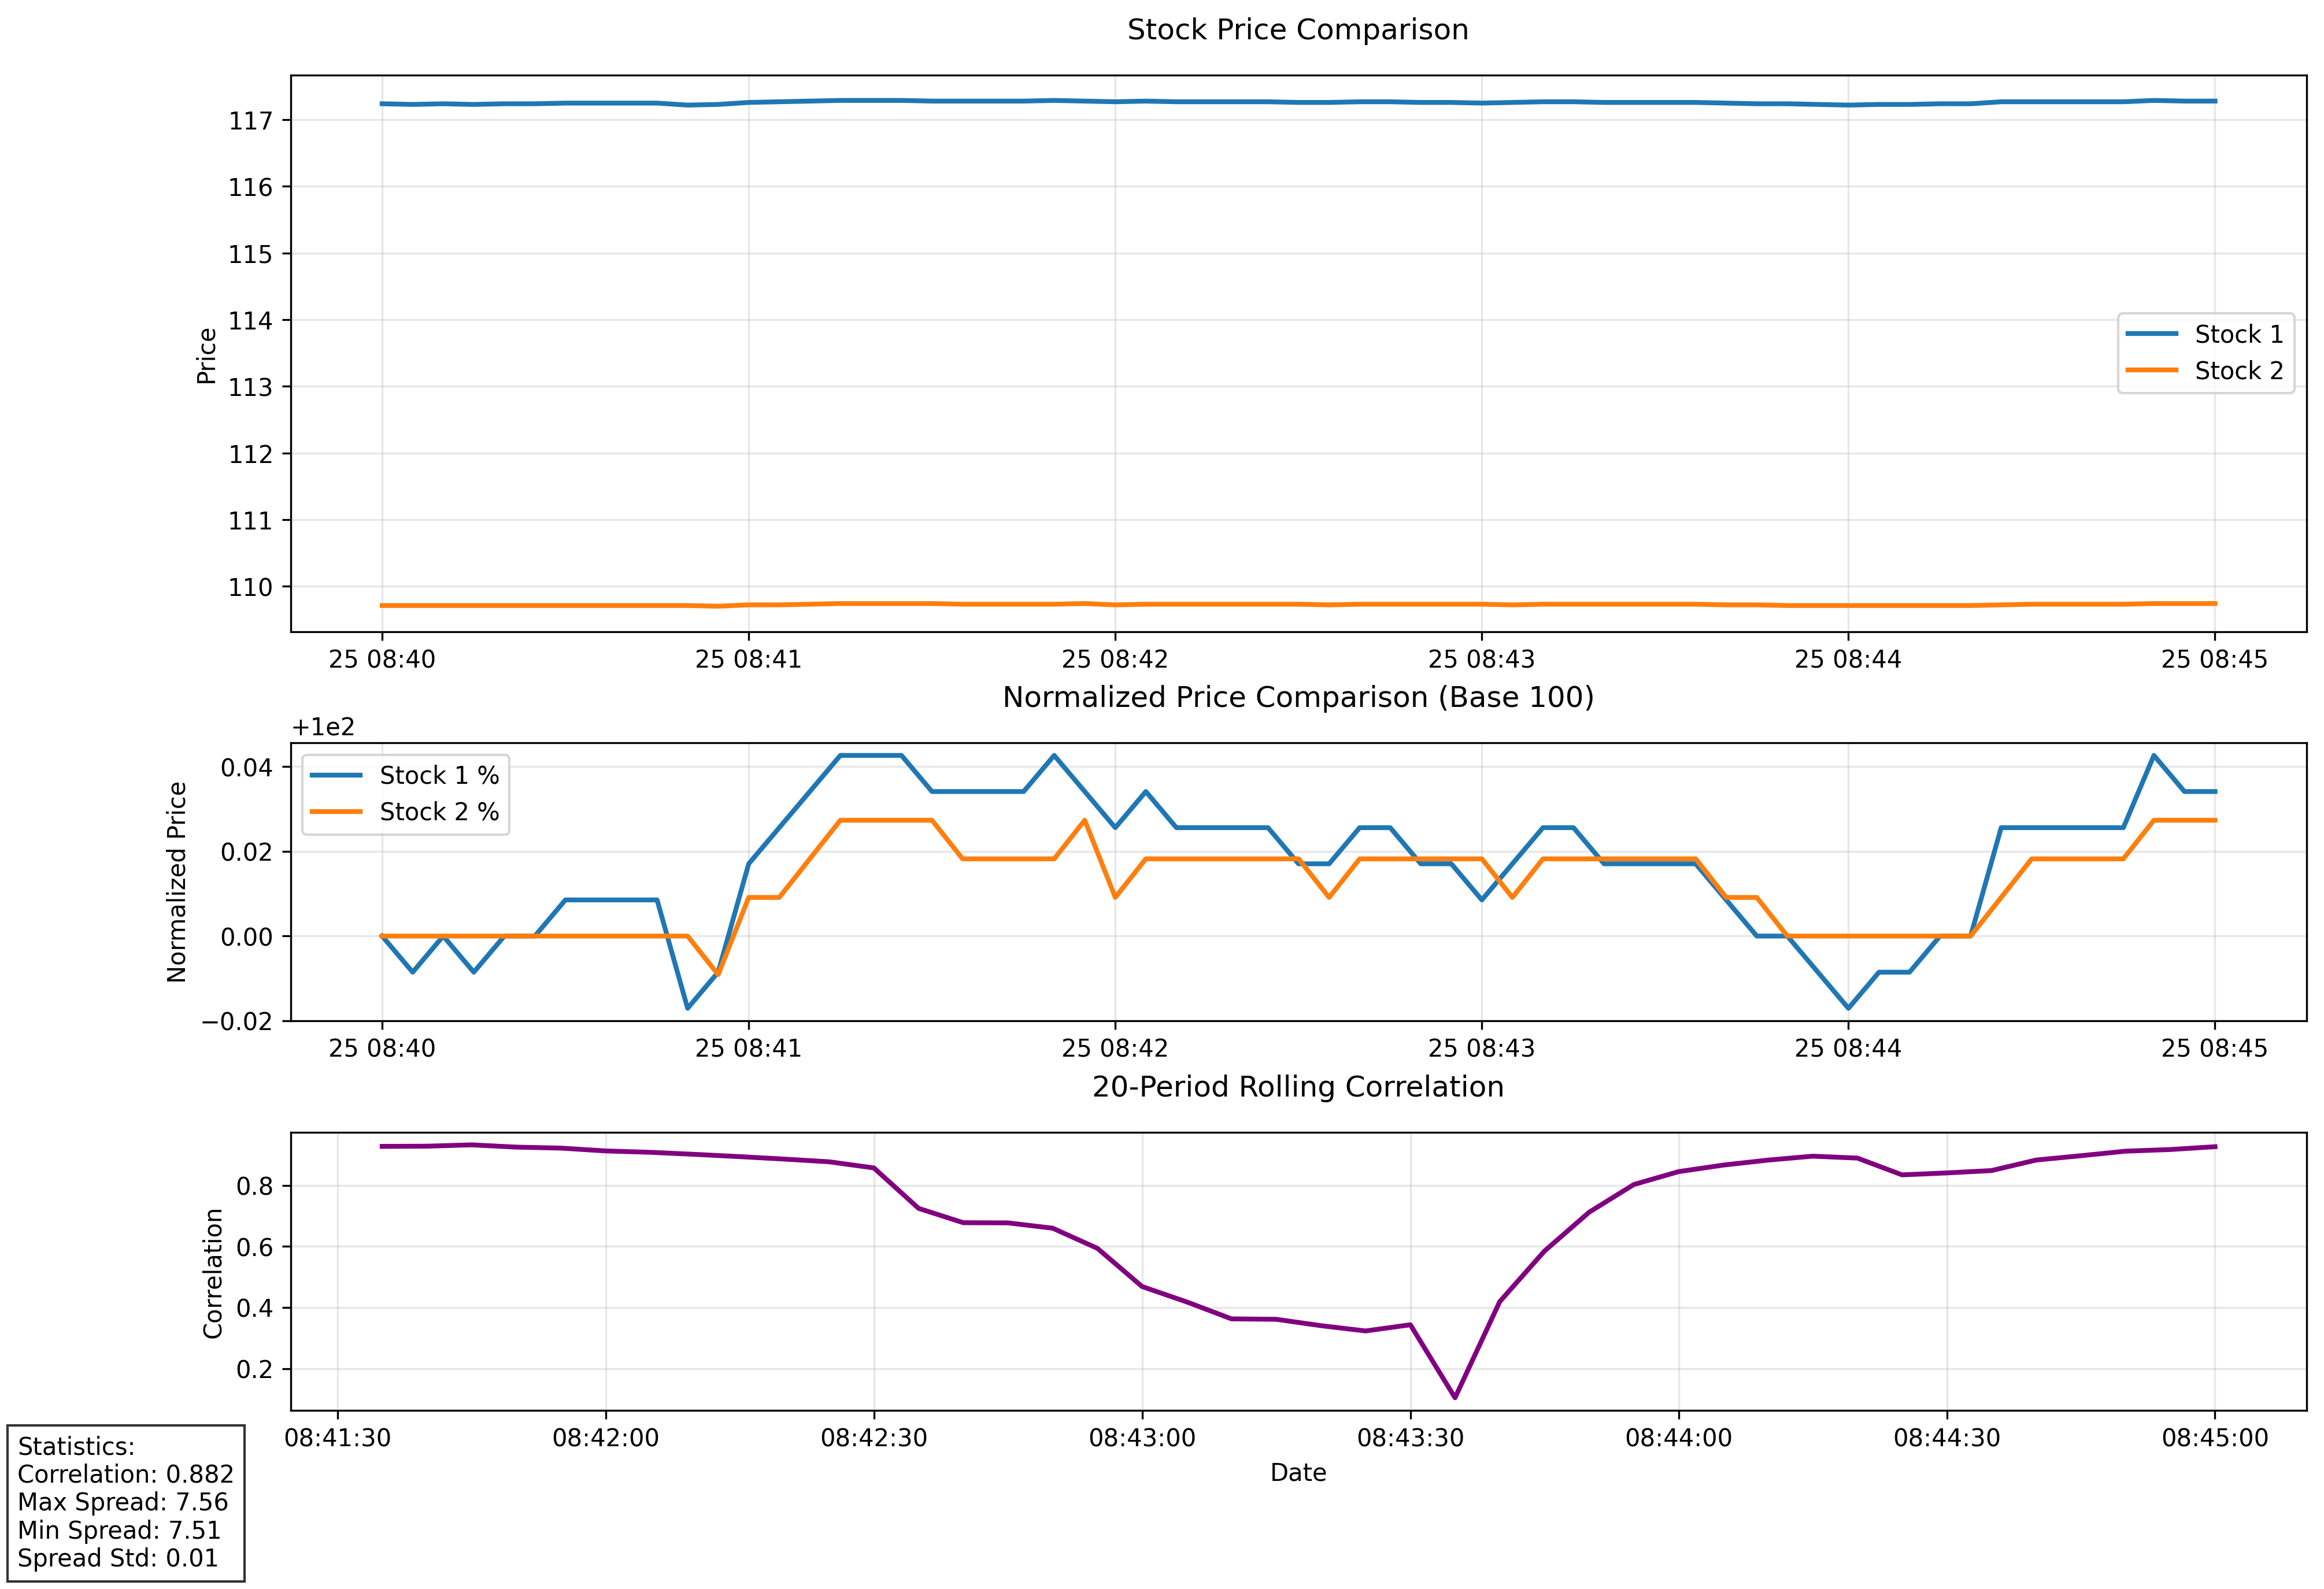 Stock Price Comparison
117
116
115
114
113
112
111
110
Price
Stock 1
Stock 2
25 08:40
25 08:41
25 08:42
25 08:43
25 08:44
25 08:45
Normalized Price Comparison (Base 100)
+1e2
0.04
0.02
0.00
−0.02
Normalized Price
Stock 1 %
Stock 2 %
25 08:40
25 08:41
25 08:42
25 08:43
25 08:44
25 08:45
20-Period Rolling Correlation
0.8
0.6
0.4
0.2
Correlation
08:41:30
08:42:00
08:42:30
08:43:00
08:43:30
08:44:00
08:44:30
08:45:00
Date
Statistics:
Correlation: 0.882
Max Spread: 7.56
Min Spread: 7.51
Spread Std: 0.01